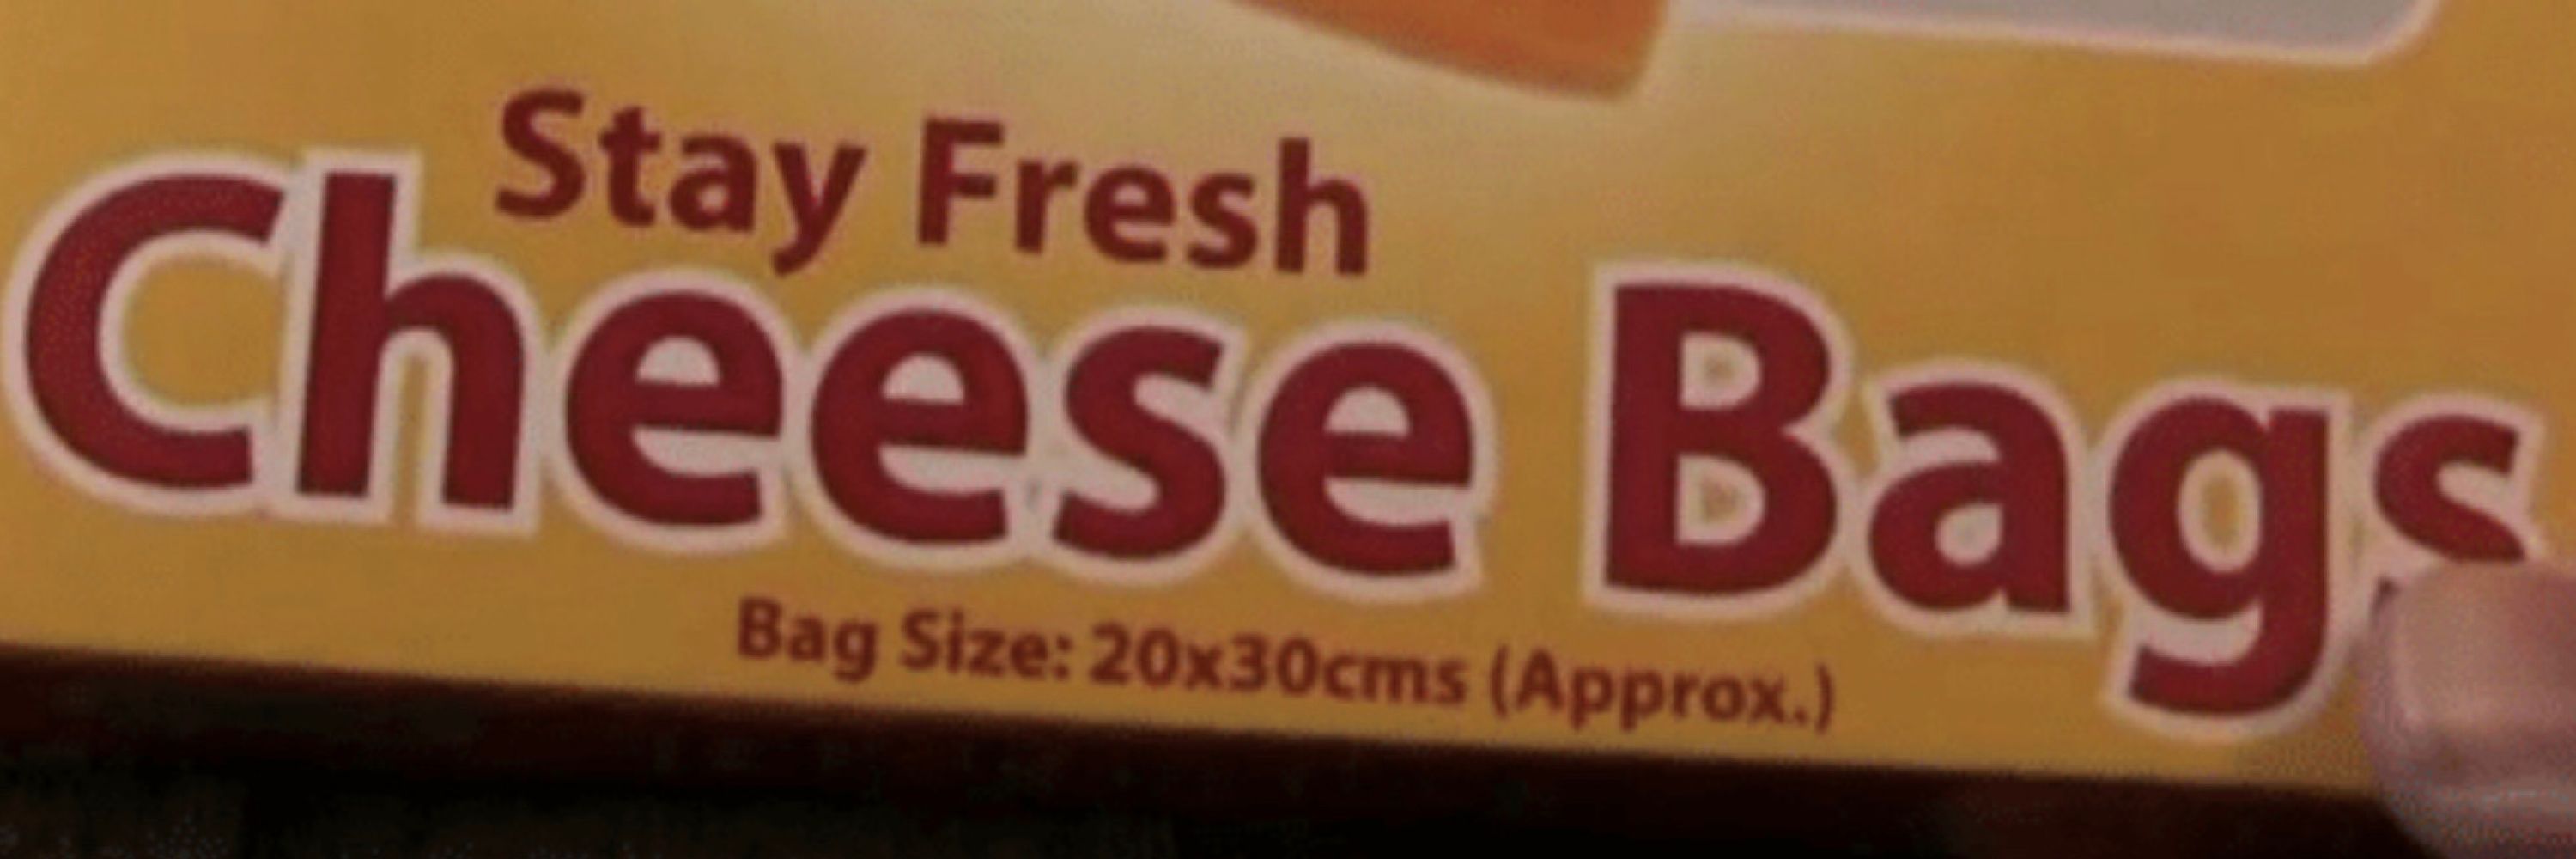 Stay Fresh
Cheese Bags
Bag Size: 20x30cms (Approx.)